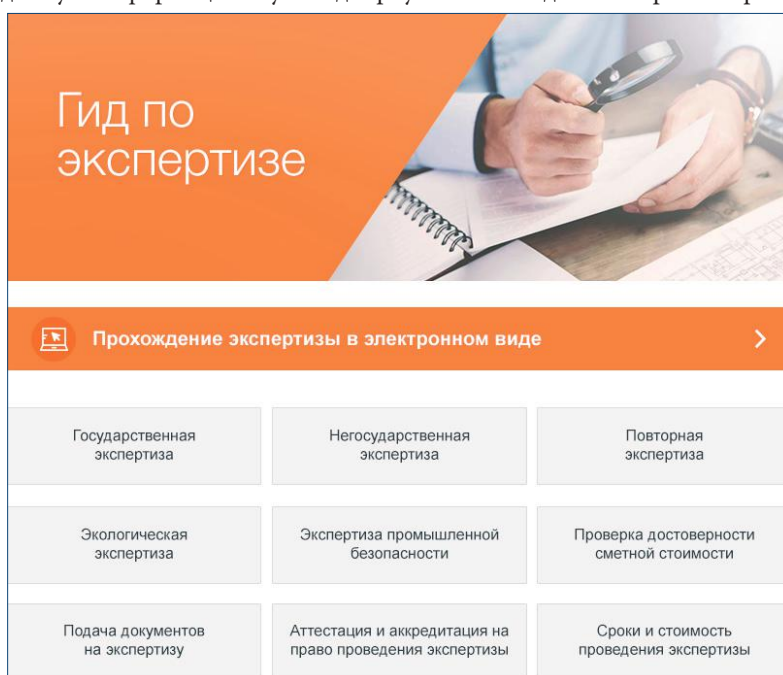 Гид по
экспертизе
Прохождение экспертизы в электронном виде
Государственная
экспертиза
Негосударственная
экспертиза
Повторная
экспертиза
Экологическая
экспертиза
Экспертиза промышленной
безопасности
Проверка достоверности
сметной стоимости
Подача документов
на экспертизу
Аттестация и аккредитация на
право проведения экспертизы
Сроки и стоимость
проведения экспертизы